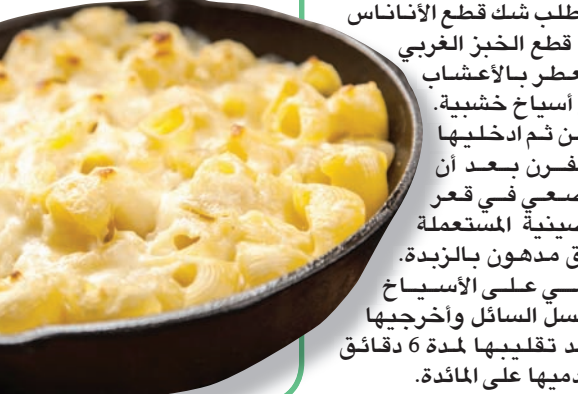 طلب شك قطع الأناناس
قطع الخبز الغربي
عطر بالأعشاب
أسياخ خشبية.
ن ثم ادخليها
فرن بعد أن
ضعي في قعر
صينية المستعملة
ق مدهون بالزبدة.
ي على الأسياخ
سل السائل وأخرجيها
د تقليبها لمدة 6 دقائق
دميها على المائدة.